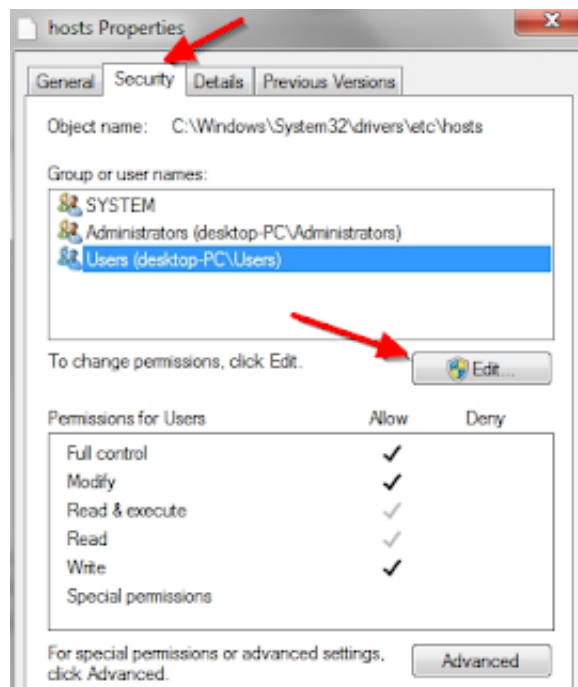 hosts Properties
General Security Details Previous Versions
Object name: C:\Windows\System32\drivers\etc\hosts
Group or user names:
SYSTEM
Administrators (desktop-PC\Administrators)
Users (desktop-PC\Users)
To change permissions, click Edit.
Edit...
Permissions for Users Allow Deny
Full control
Modify
Read & execute
Read
Write
Special permissions
For special permissions or advanced settings,
click Advanced.
Advanced